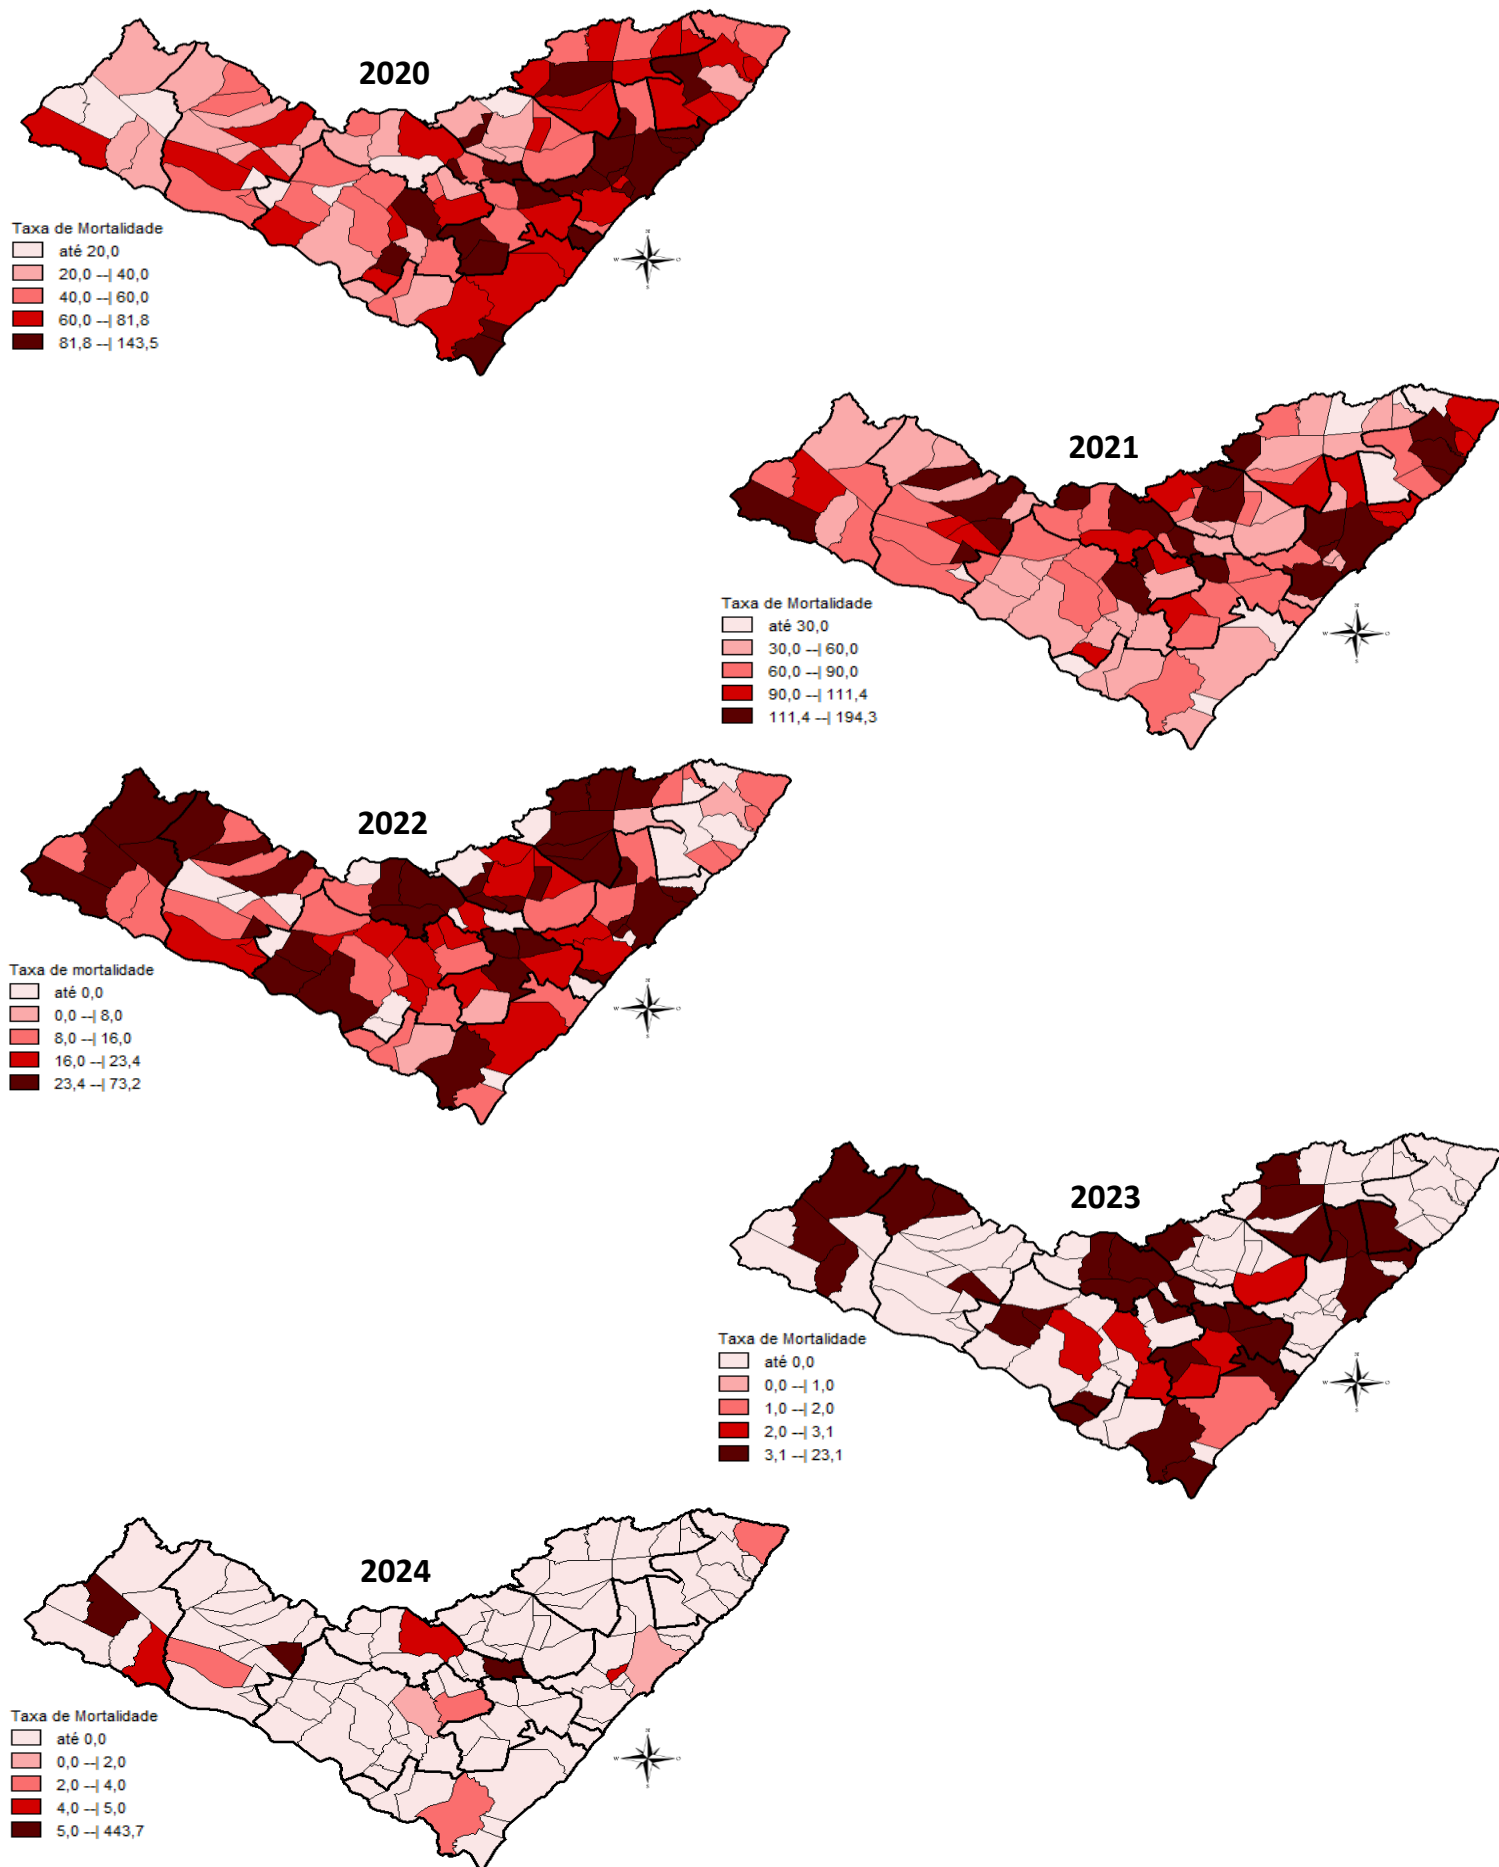 2020
Taxa de Mortalidade
até 20,0
20,0 --| 40,0
40,0 --| 60,0
60,0 --| 81,8
81,8 --| 143,5
N
W
O
S
2021
Taxa de Mortalidade
até 30,0
30,0 --| 60,0
60,0 --| 90,0
90,0 --| 111,4
111,4 --| 194,3
N
W
O
S
2022
Taxa de mortalidade
até 0,0
0,0 --| 8,0
8,0 --| 16,0
16,0 --| 23,4
23,4 --| 73,2
N
W
O
S
2023
Taxa de Mortalidade
até 0,0
0,0 --| 1,0
1,0 --| 2,0
2,0 --| 3,1
3,1 --| 23,1
N
W
O
S
2024
Taxa de Mortalidade
até 0,0
0,0 --| 2,0
2,0 --| 4,0
4,0 --| 5,0
5,0 --| 443,7
N
W
O
S